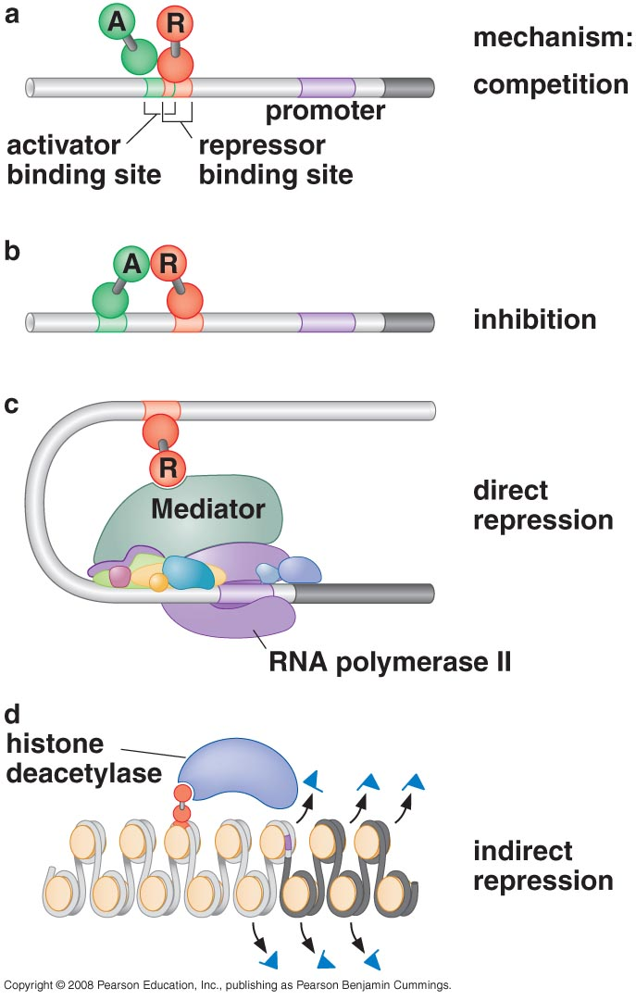 a
A
R
mechanism:
competition
promoter
activator
binding site
repressor
binding site
b
A
R
inhibition
c
R
Mediator
direct
repression
RNA polymerase II
d
histone
deacetylase
indirect
repression
Copyright © 2008 Pearson Education, Inc., publishing as Pearson Benjamin Cummings.